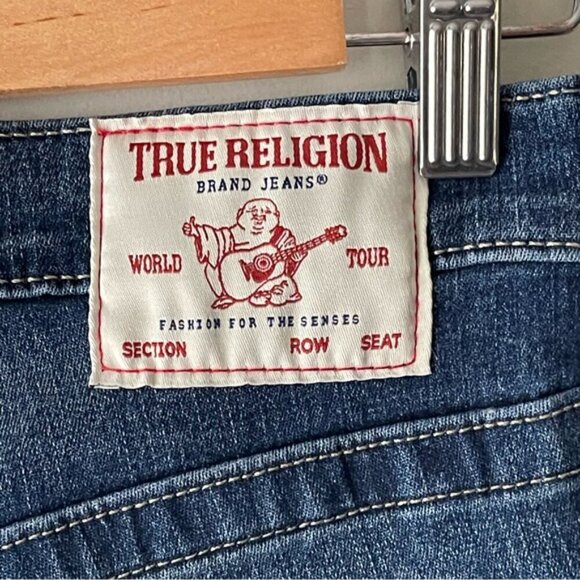 TRUE RELIGION
BRAND JEANS®
WORLD TOUR
FASHION FOR THE SENSES
SECTION ROW SEAT